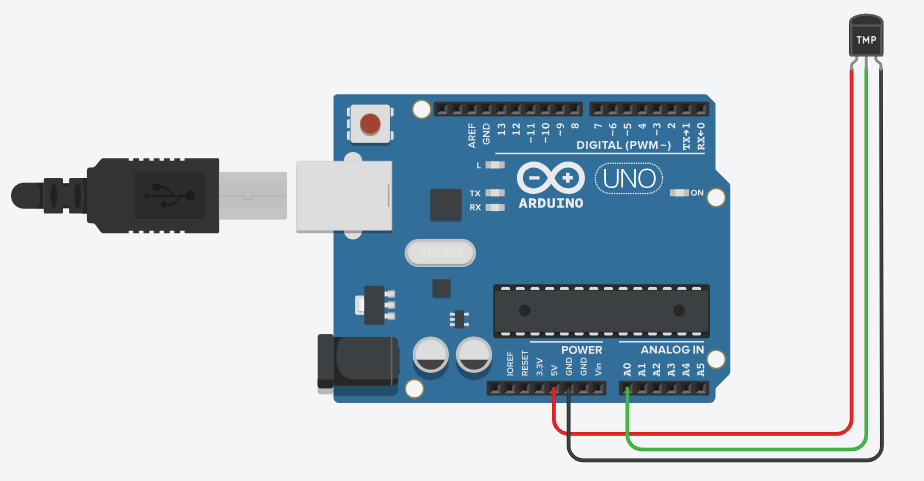 TMP
AREF
GND
13
12
~11
~10
~9
8
7
~6
~5
4
~3
2
TX→1
RX←0
DIGITAL (PWM~)
L
TX
RX
ARDUINO
UNO
ON
POWER
ANALOG IN
IOREF
RESET
3.3V
5V
GND
GND
Vin
A0
A1
A2
A3
A4
A5